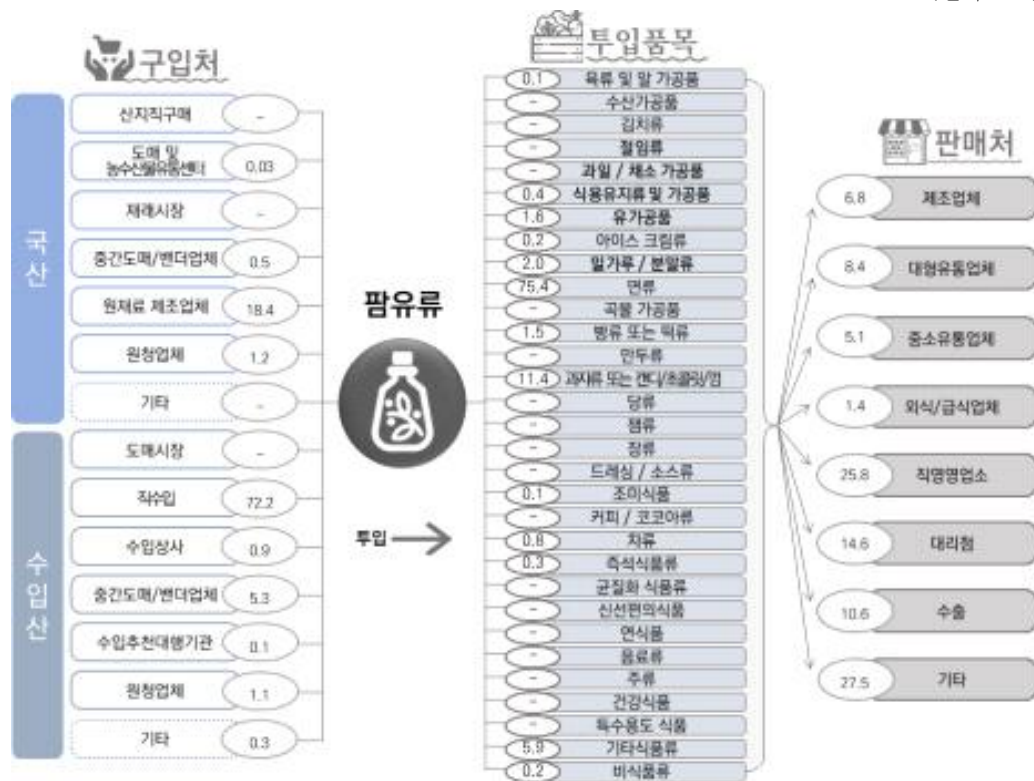 구입처
국산
산지직구매 -
도매 및
농수산물유통센터 0.03
재래시장 -
중간도매/벤더업체 0.5
원재료 제조업체 18.4
원청업체 1.2
기타 -
수입산
도매시장 -
직수입 72.2
수입상사 0.9
중간도매/벤더업체 5.3
수입추천대행기관 0.1
원청업체 1.1
기타 0.3
팜유류
투입
투입품목
0.1 육류 및 알 가공품
- 수산가공품
- 김치류
- 절임류
- 과일 / 채소 가공품
0.4 식용유지류 및 가공품
1.6 유가공품
0.2 아이스 크림류
2.0 밀가루 / 분말류
75.4 면류
- 곡물 가공품
1.5 빵류 또는 떡류
- 만두류
11.4 과자류 또는 캔디/초콜릿/껌
- 당류
- 잼류
- 장류
- 드레싱 / 소스류
0.1 조미식품
- 커피 / 코코아류
0.8 차류
0.3 즉석식품류
- 균질화 식품류
- 신선편의식품
- 연식품
- 음료류
- 주류
- 건강식품
- 특수용도 식품
5.9 기타식품류
0.2 비식품류
판매처
6.8 제조업체
8.4 대형유통업체
5.1 중소유통업체
1.4 외식/급식업체
25.8 직영영업소
14.6 대리점
10.6 수출
27.5 기타